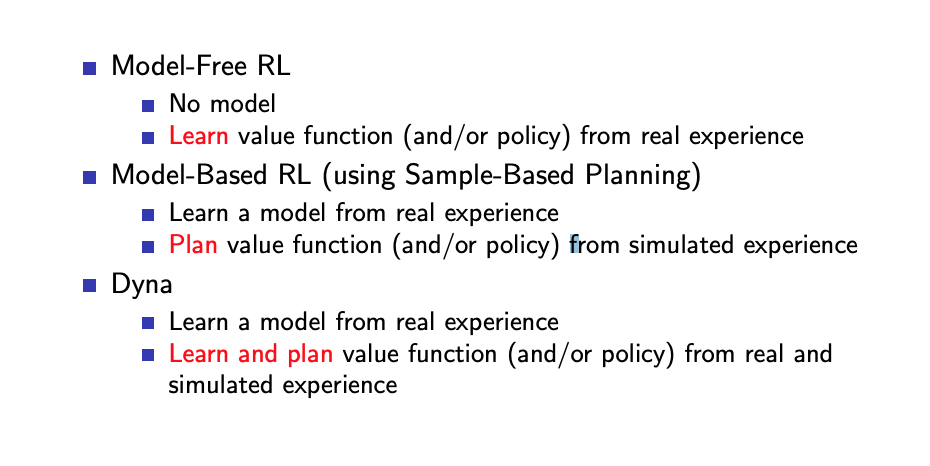 Model-Free RL
No model
Learn value function (and/or policy) from real experience
Model-Based RL (using Sample-Based Planning)
Learn a model from real experience
Plan value function (and/or policy) from simulated experience
Dyna
Learn a model from real experience
Learn and plan value function (and/or policy) from real and
simulated experience